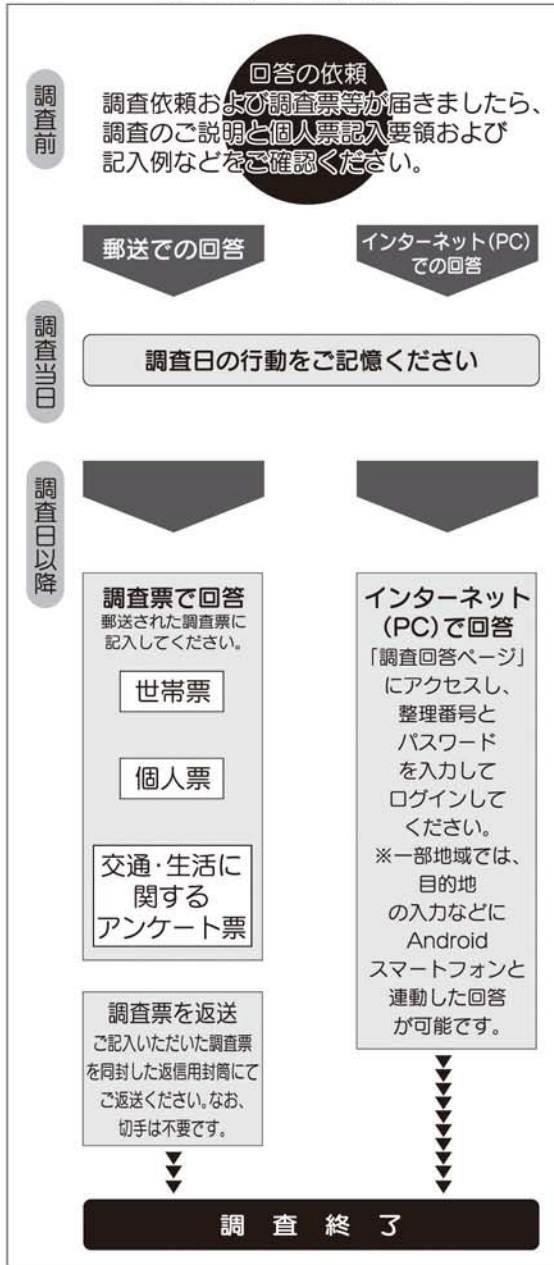 調査前
回答の依頼
調査依頼および調査票等が届きましたら、
調査のご説明と個人票記入要領および
記入例などをご確認ください。
郵送での回答
インターネット(PC)
での回答
調査当日
調査日の行動をご記憶ください
調査日以降
調査票で回答
郵送された調査票に
記入してください。
世帯票
個人票
交通・生活に
関する
アンケート票
調査票を返送
ご記入いただいた調査票
を同封した返信用封筒にて
ご返送ください。なお、
切手は不要です。
インターネット
(PC)で回答
「調査回答ページ」
にアクセスし、
整理番号と
パスワード
を入力して
ログインして
ください。
※一部地域では、
目的地
の入力などに
Android
スマートフォンと
連動した回答
が可能です。
調査終了